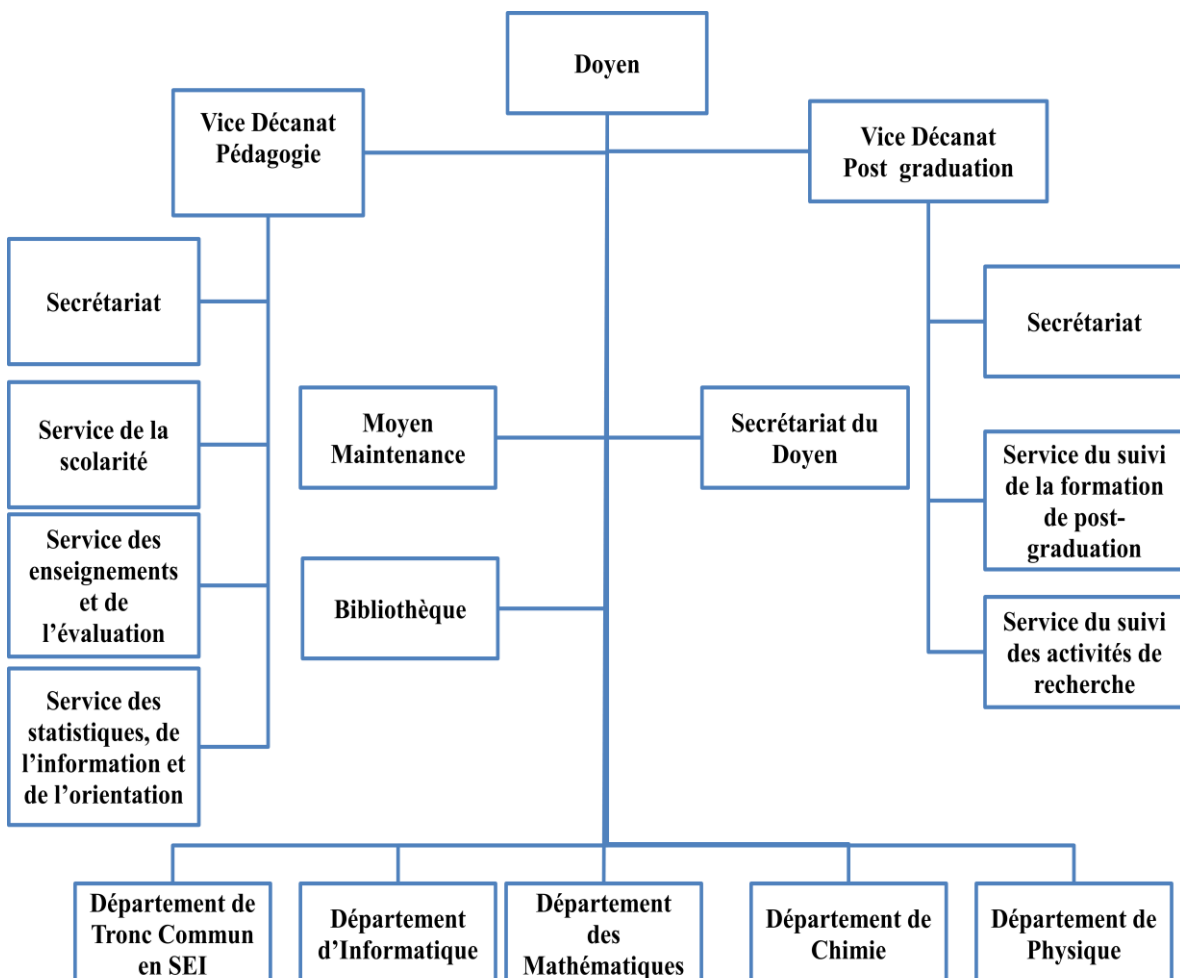 Doyen
Vice Décanat
Pédagogie
Vice Décanat
Post graduation
Secrétariat
Service de la
scolarité
Service des
enseignements
et de
l’évaluation
Service des
statistiques, de
l’information et
de l’orientation
Moyen
Maintenance
Bibliothèque
Secrétariat du
Doyen
Secrétariat
Service du suivi
de la formation
de post-
graduation
Service du suivi
des activités de
recherche
Département de
Tronc Commun
en SEI
Département
d’Informatique
Département
des
Mathématiques
Département de
Chimie
Département de
Physique